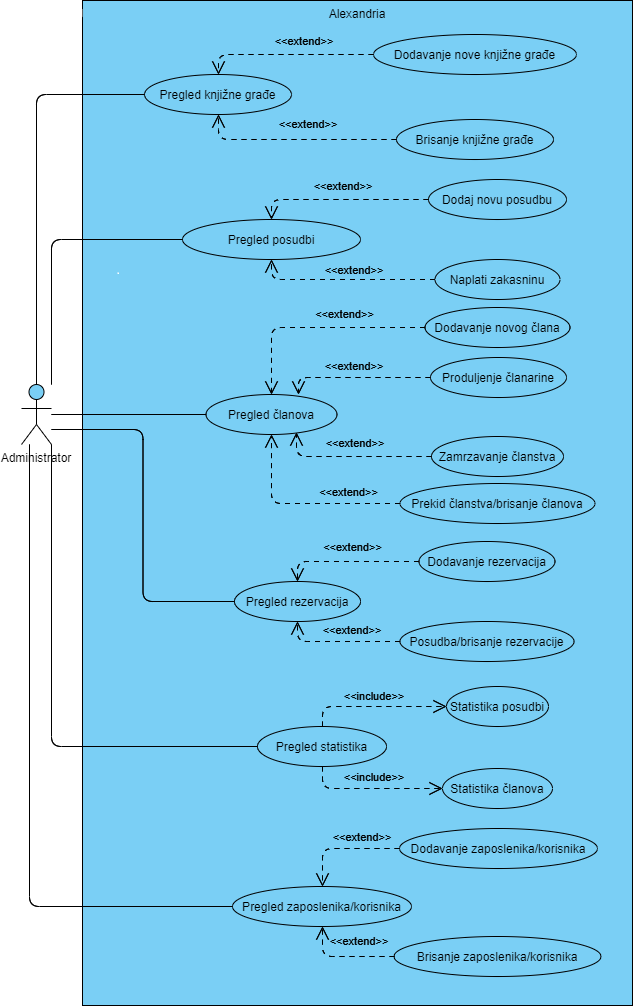 Alexandria
<<extend>>
Dodavanje nove knjižne građe
Pregled knjižne građe
<<extend>>
Brisanje knjižne građe
<<extend>>
Dodaj novu posudbu
Pregled posudbi
<<extend>>
Naplati zakasninu
<<extend>>
Dodavanje novog člana
<<extend>>
Produljenje članarine
Pregled članova
<<extend>>
Zamrzavanje članstva
<<extend>>
Prekid članstva/brisanje članova
Administrator
<<extend>>
Dodavanje rezervacija
Pregled rezervacija
<<extend>>
Posudba/brisanje rezervacije
<<include>>
Statistika posudbi
Pregled statistika
<<include>>
Statistika članova
<<extend>>
Dodavanje zaposlenika/korisnika
Pregled zaposlenika/korisnika
<<extend>>
Brisanje zaposlenika/korisnika